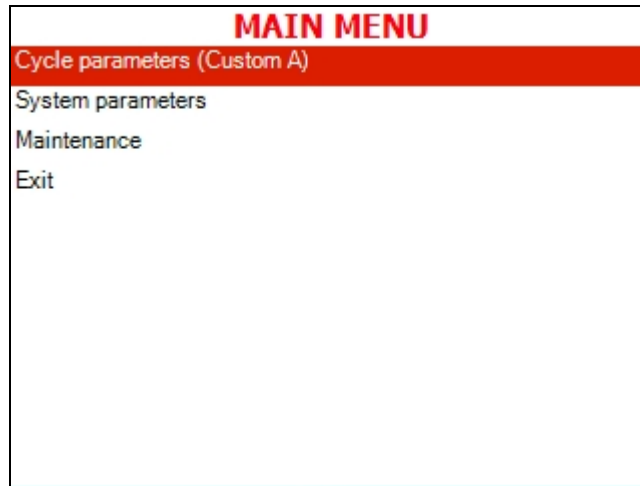 MAIN MENU
Cycle parameters (Custom A)
System parameters
Maintenance
Exit